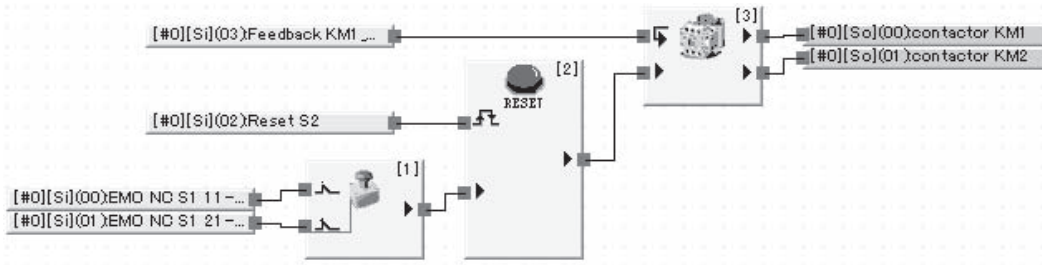 [3]
[#0][Si](03):Feedback KM1 _...
[#0][So](00):contactor KM1
[#0][So](01):contactor KM2
[2]
RESET
[#0][Si](02):Reset S2
[1]
[#0][Si](00):EMO NC S1 11-...
[#0][Si](01):EMO NC S1 21-...